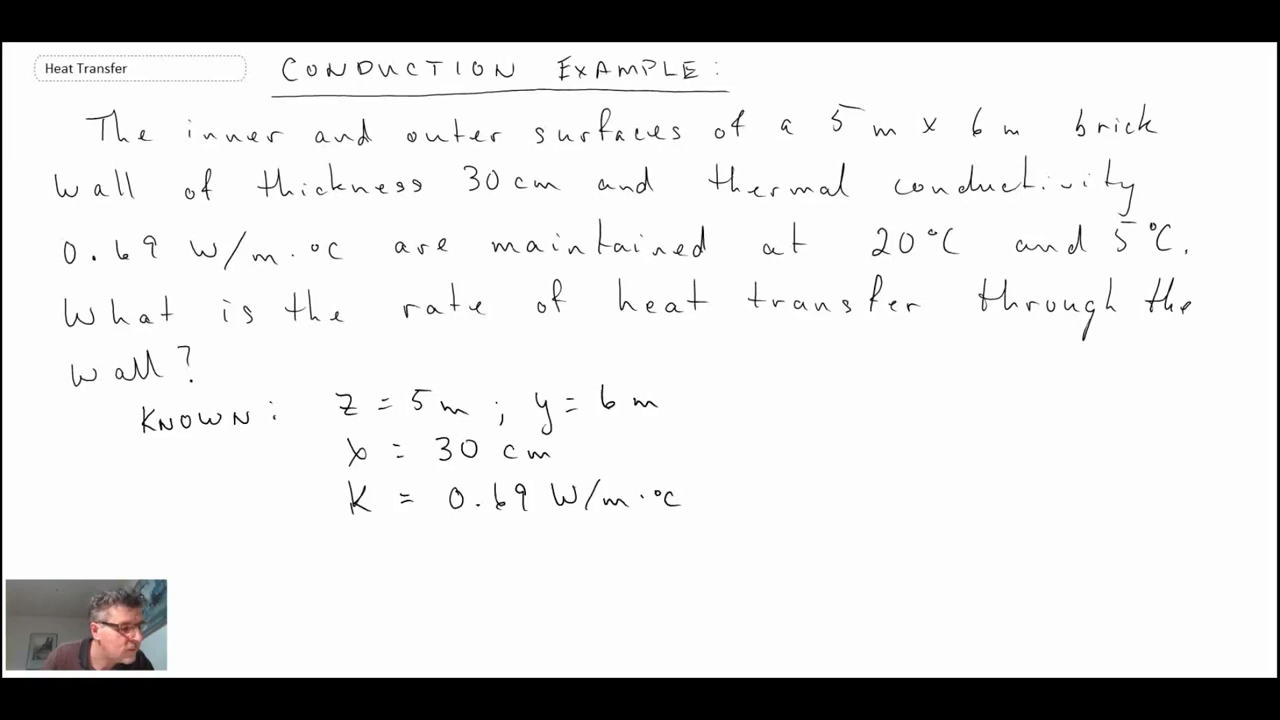 Heat Transfer
CONDUCTION EXAMPLE:
The inner and outer surfaces of a 5 m x 6 m brick
wall of thickness 30 cm and thermal conductivity
0.69 W/m.°C are maintained at 20°C and 5°C.
What is the rate of heat transfer through the
wall?
KNOWN: z = 5 m ; y = 6 m
x = 30 cm
K = 0.69 W/m.°C